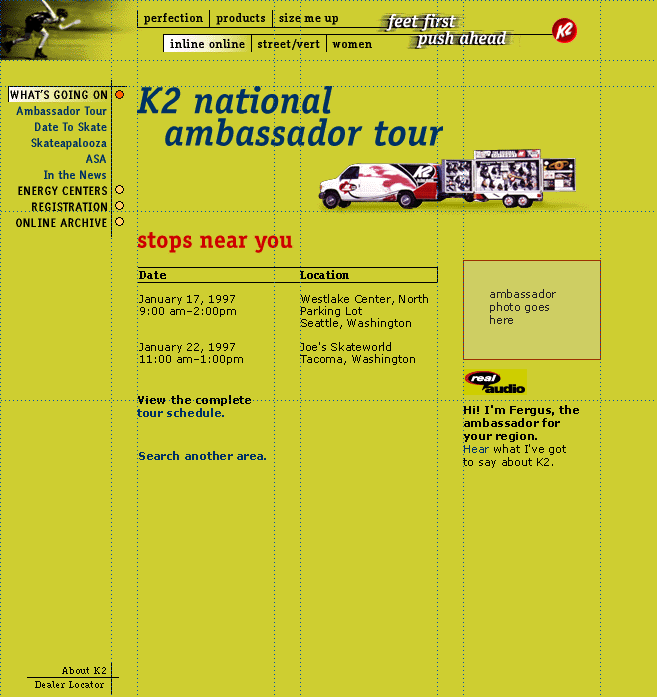 perfection products size me up
feet first
push ahead
K2
inline online street/vert women
WHAT'S GOING ON
Ambassador Tour
Date To Skate
Skateapalooza
ASA
In the News
ENERGY CENTERS
REGISTRATION
ONLINE ARCHIVE
K2 national
ambassador tour
K2
stops near you
Date Location
January 17, 1997 Westlake Center, North
9:00 am-2:00pm Parking Lot
Seattle, Washington
January 22, 1997 Joe's Skateworld
11:00 am-1:00pm Tacoma, Washington
View the complete
tour schedule.
Search another area.
ambassador
photo goes
here
real
audio
Hi! I'm Fergus, the
ambassador for
your region.
Hear what I've got
to say about K2.
About K2
Dealer Locator